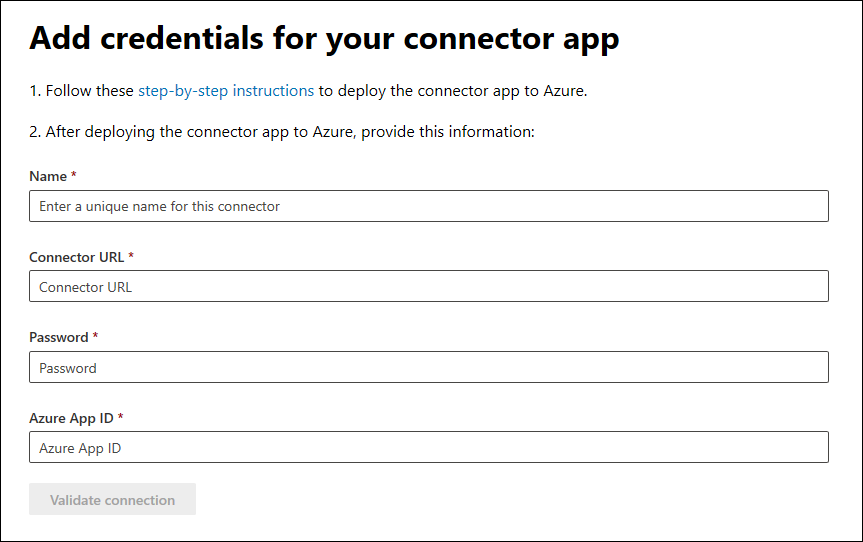 Add credentials for your connector app
1. Follow these step-by-step instructions to deploy the connector app to Azure.
2. After deploying the connector app to Azure, provide this information:
Name *
Enter a unique name for this connector
Connector URL *
Connector URL
Password *
Password
Azure App ID *
Azure App ID
Validate connection